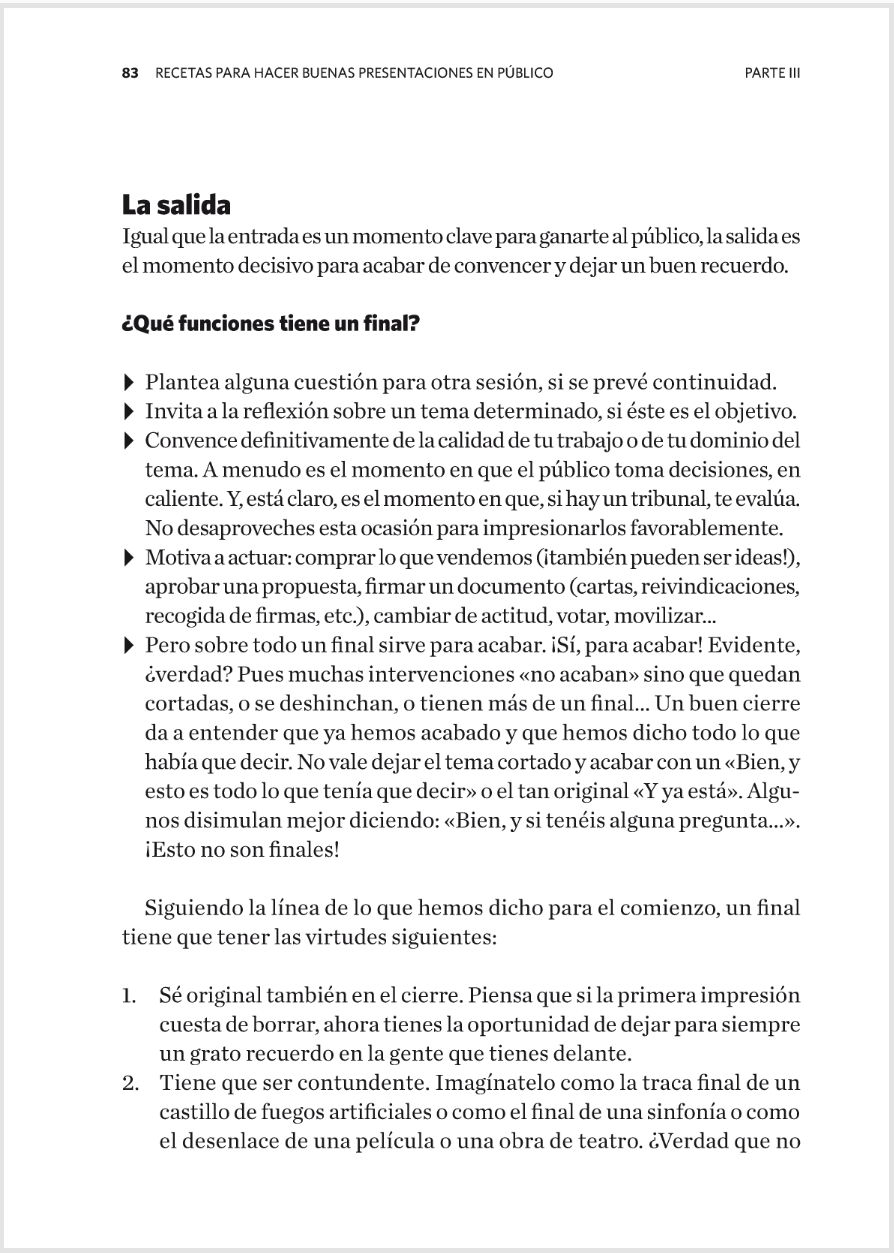 83 RECETAS PARA HACER BUENAS PRESENTACIONES EN PÚBLICO PARTE III
La salida
Igual que la entrada es un momento clave para ganarte al público, la salida es
el momento decisivo para acabar de convencer y dejar un buen recuerdo.
¿Qué funciones tiene un final?
Plantea alguna cuestión para otra sesión, si se prevé continuidad.
Invita a la reflexión sobre un tema determinado, si éste es el objetivo.
Convence definitivamente de la calidad de tu trabajo o de tu dominio del
tema. A menudo es el momento en que el público toma decisiones, en
caliente. Y, está claro, es el momento en que, si hay un tribunal, te evalúa.
No desaproveches esta ocasión para impresionarlos favorablemente.
Motiva a actuar: comprar lo que vendemos (¡también pueden ser ideas!),
aprobar una propuesta, firmar un documento (cartas, reivindicaciones,
recogida de firmas, etc.), cambiar de actitud, votar, movilizar...
Pero sobre todo un final sirve para acabar. ¡Sí, para acabar! Evidente,
¿verdad? Pues muchas intervenciones «no acaban» sino que quedan
cortadas, o se deshinchan, o tienen más de un final... Un buen cierre
da a entender que ya hemos acabado y que hemos dicho todo lo que
había que decir. No vale dejar el tema cortado y acabar con un «Bien, y
esto es todo lo que tenía que decir» o el tan original «Y ya está». Algu-
nos disimulan mejor diciendo: «Bien, y si tenéis alguna pregunta...».
¡Esto no son finales!
Siguiendo la línea de lo que hemos dicho para el comienzo, un final
tiene que tener las virtudes siguientes:
1. Sé original también en el cierre. Piensa que si la primera impresión
cuesta de borrar, ahora tienes la oportunidad de dejar para siempre
un grato recuerdo en la gente que tienes delante.
2. Tiene que ser contundente. Imagínatelo como la traca final de un
castillo de fuegos artificiales o como el final de una sinfonía o como
el desenlace de una película o una obra de teatro. ¿Verdad que no